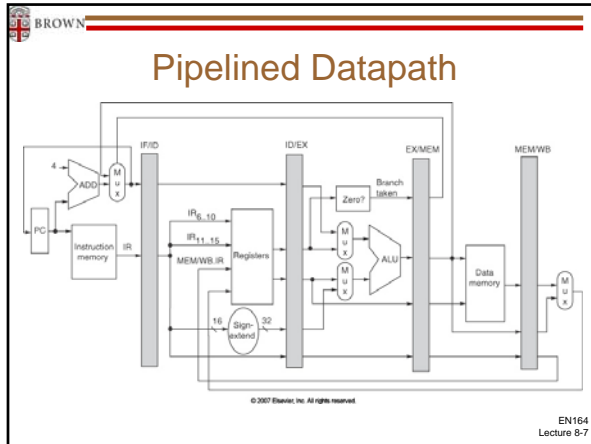 BROWN
Pipelined Datapath
IF/ID
ID/EX
EX/MEM
MEM/WB
4
ADD
M
u
x
Branch
taken
Zero?
PC
Instruction
memory
IR
IR6..10
IR11..15
MEM/WB.IR
Registers
M
u
x
M
u
x
ALU
Data
memory
M
u
x
16
Sign-
extend
32
© 2007 Elsevier, Inc. All rights reserved.
EN164
Lecture 8-7